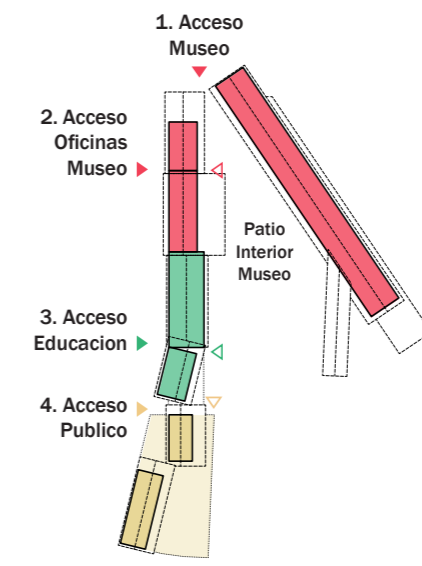 1. Acceso
Museo
2. Acceso
Oficinas
Museo
Patio
Interior
Museo
3. Acceso
Educacion
4. Acceso
Publico